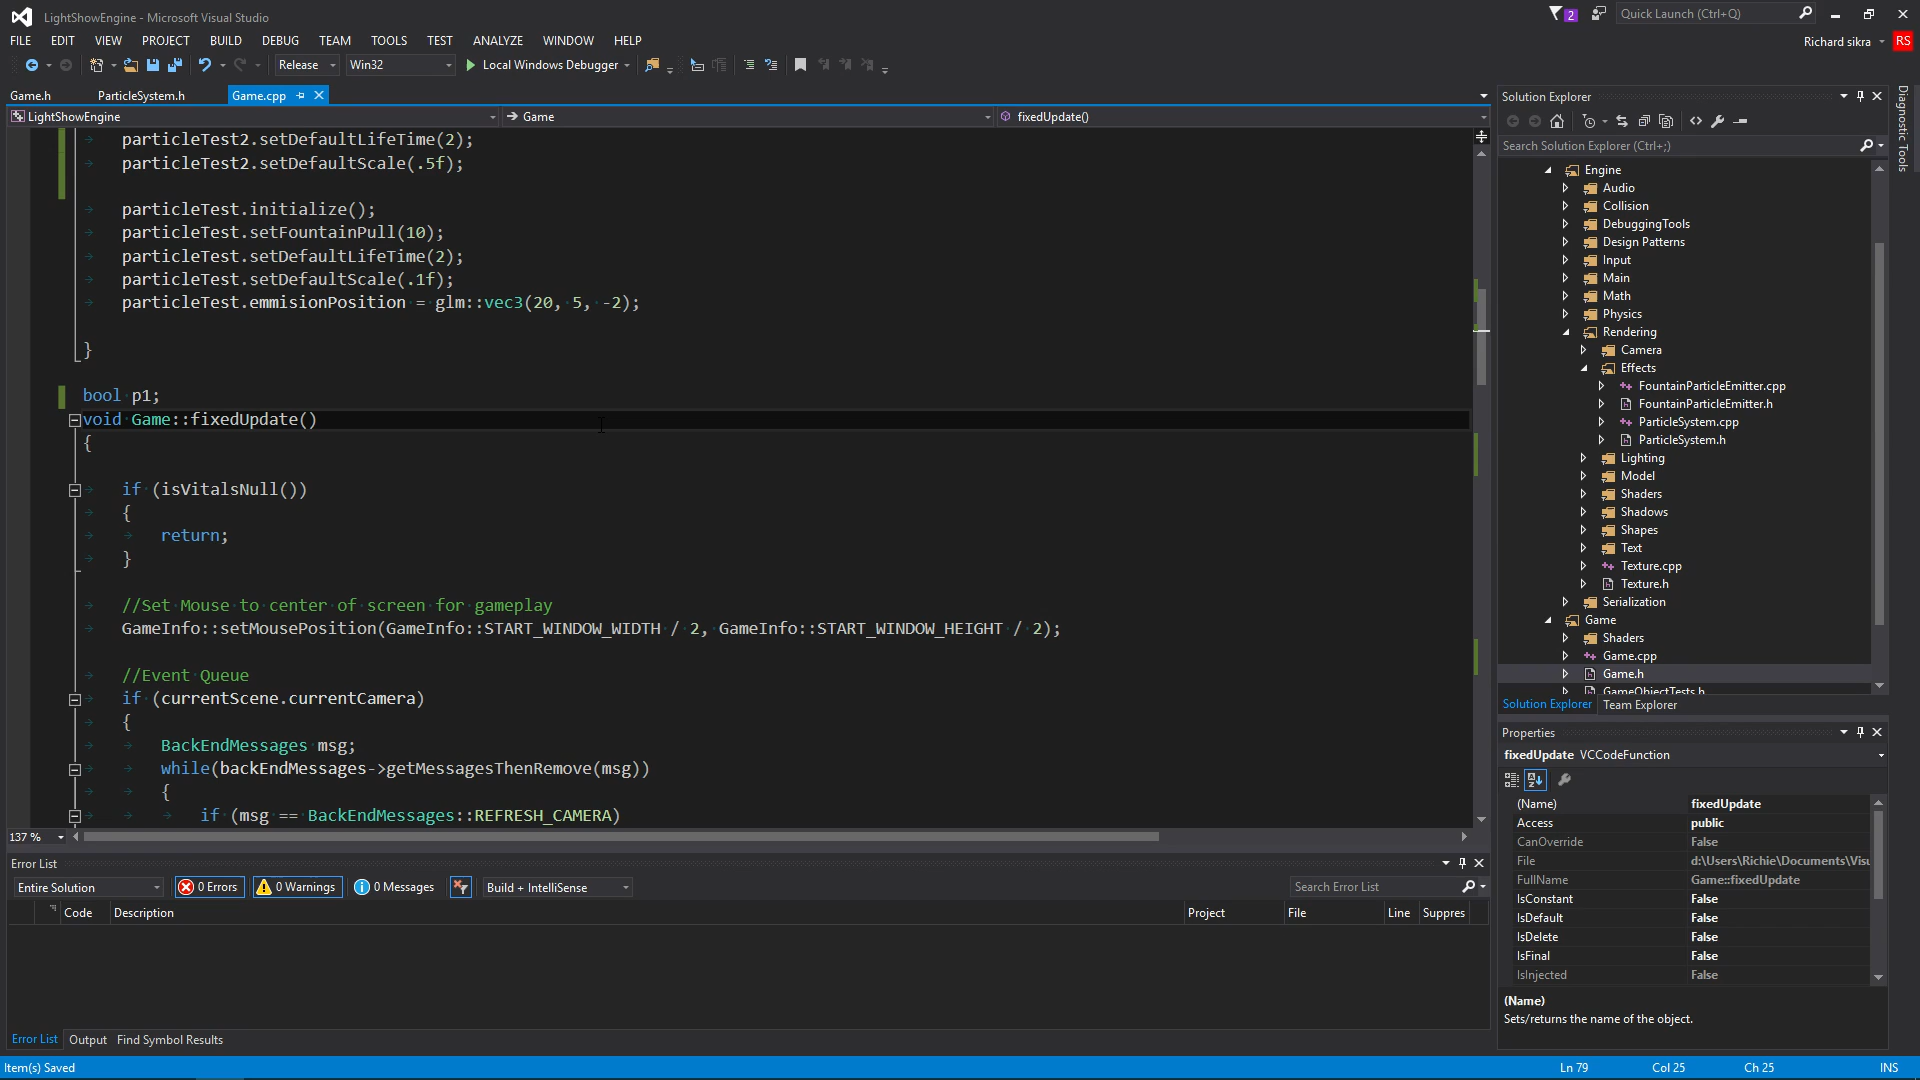 LightShowEngine - Microsoft Visual Studio
2
Quick Launch (Ctrl+Q)
FILE EDIT VIEW PROJECT BUILD DEBUG TEAM TOOLS TEST ANALYZE WINDOW HELP
Richard sikra RS
Release Win32 Local Windows Debugger
Game.h ParticleSystem.h Game.cpp
LightShowEngine Game fixedUpdate()
particleTest2.setDefaultLifeTime(2);
particleTest2.setDefaultScale(.5f);
particleTest.initialize();
particleTest.setFountainPull(10);
particleTest.setDefaultLifeTime(2);
particleTest.setDefaultScale(.1f);
particleTest.emmisionPosition = glm::vec3(20, 5, -2);
}
bool p1;
void Game::fixedUpdate()
{
if (isVitalsNull())
{
return;
}
//Set Mouse to center of screen for gameplay
GameInfo::setMousePosition(GameInfo::START_WINDOW_WIDTH / 2, GameInfo::START_WINDOW_HEIGHT / 2);
//Event Queue
if (currentScene.currentCamera)
{
BackEndMessages msg;
while(backEndMessages->getMessagesThenRemove(msg))
{
if (msg == BackEndMessages::REFRESH_CAMERA)
137 %
Error List
Entire Solution 0 Errors 0 Warnings 0 Messages Build + IntelliSense Search Error List
Code Description Project File Line Suppres
Error List Output Find Symbol Results
Solution Explorer
Search Solution Explorer (Ctrl+;)
Engine
Audio
Collision
DebuggingTools
Design Patterns
Input
Main
Math
Physics
Rendering
Camera
Effects
FountainParticleEmitter.cpp
FountainParticleEmitter.h
ParticleSystem.cpp
ParticleSystem.h
Lighting
Model
Shaders
Shadows
Shapes
Text
Texture.cpp
Texture.h
Serialization
Game
Shaders
Game.cpp
Game.h
GameObjectTests.h
Solution Explorer Team Explorer
Properties
fixedUpdate VCCodeFunction
(Name) fixedUpdate
Access public
CanOverride False
File d:\Users\Richie\Documents\Visu
FullName Game::fixedUpdate
IsConstant False
IsDefault False
IsDelete False
IsFinal False
IsInjected False
(Name)
Sets/returns the name of the object.
Diagnostic Tools
Item(s) Saved Ln 79 Col 25 Ch 25 INS